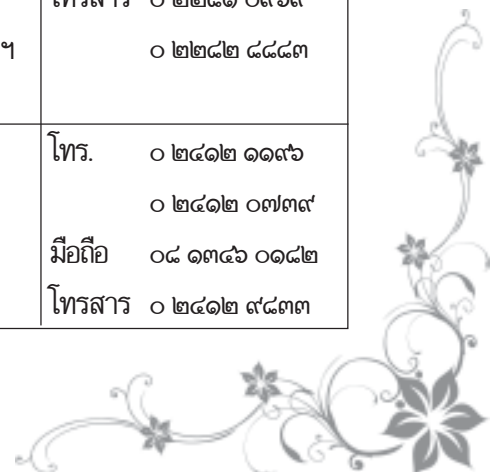 ฯ ๐ ๒๒๘๒ ๘๘๘๓
โทร. ๐ ๒๔๑๒ ๑๑๙๖
๐ ๒๔๑๒ ๐๗๓๙
มือถือ ๐๘ ๑๓๔๖ ๐๑๘๒
โทรสาร ๐ ๒๔๑๒ ๙๘๓๓